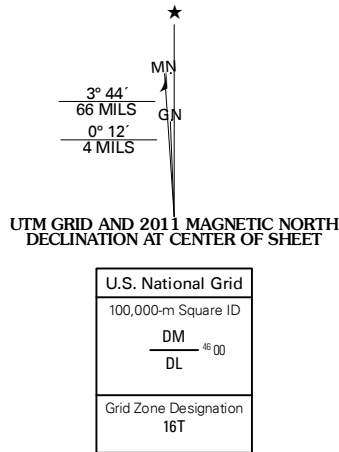 ★
MN
3° 44´
66 MILS
GN
0° 12´
4 MILS
UTM GRID AND 2011 MAGNETIC NORTH
DECLINATION AT CENTER OF SHEET
U.S. National Grid
100,000-m Square ID
DM
46 00
DL
Grid Zone Designation
16T